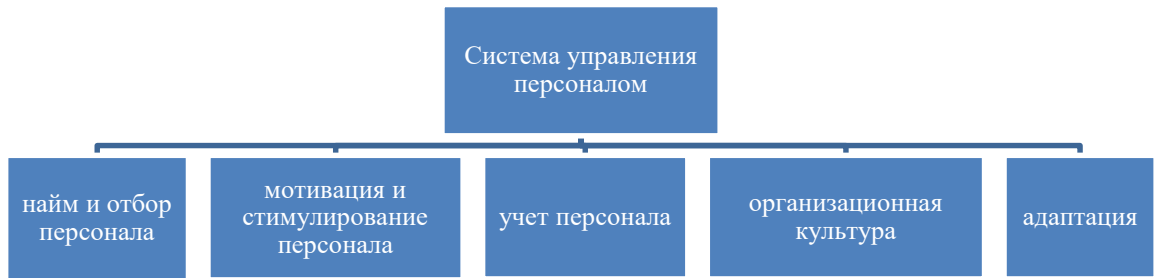 Система управления
персоналом
найм и отбор
персонала
мотивация и
стимулирование
персонала
учет персонала
организационная
культура
адаптация